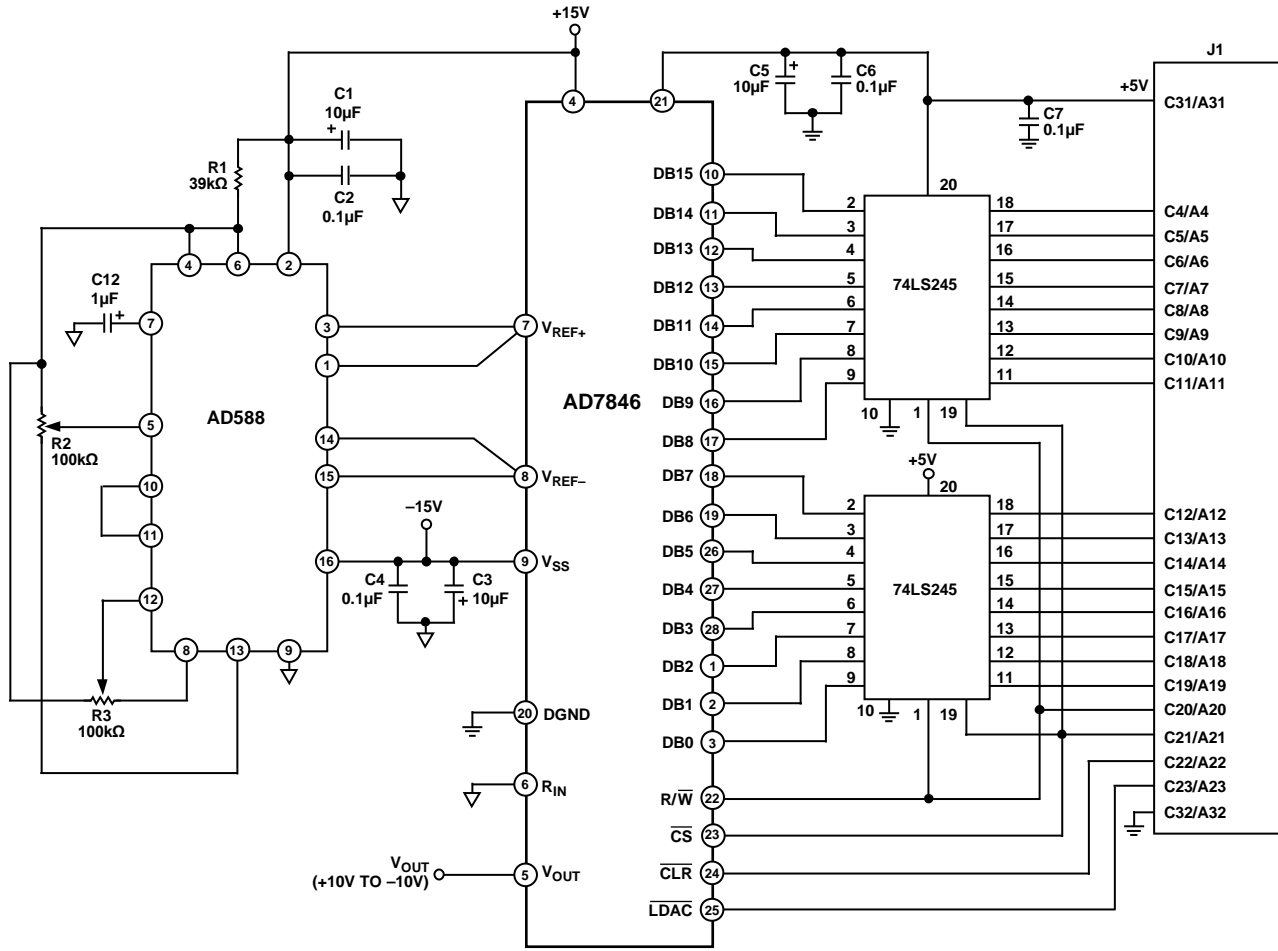 +15V
J1
C1
10µF
+
C2
0.1µF
R1
39kΩ
4
21
C5
10µF
+
C6
0.1µF
+5V
C31/A31
C7
0.1µF
4
6
2
C12
1µF
+
7
3
1
AD588
5
R2
100kΩ
14
15
10
11
16
12
8
13
9
R3
100kΩ
–15V
C4
0.1µF
C3
+ 10µF
7
VREF+
8
VREF–
9
VSS
AD7846
20
DGND
6
RIN
5
VOUT
VOUT
(+10V TO –10V)
DB15
10
DB14
11
DB13
12
DB12
13
DB11
14
DB10
15
DB9
16
DB8
17
DB7
18
DB6
19
DB5
26
DB4
27
DB3
28
DB2
1
DB1
2
DB0
3
R/W̅
22
C̅S̅
23
C̅L̅R̅
24
L̅D̅A̅C̅
25
20
2
3
4
5
6
7
8
9
74LS245
18
17
16
15
14
13
12
11
10
1
19
C4/A4
C5/A5
C6/A6
C7/A7
C8/A8
C9/A9
C10/A10
C11/A11
+5V
20
2
3
4
5
6
7
8
9
74LS245
18
17
16
15
14
13
12
11
10
1
19
C12/A12
C13/A13
C14/A14
C15/A15
C16/A16
C17/A17
C18/A18
C19/A19
C20/A20
C21/A21
C22/A22
C23/A23
C32/A32